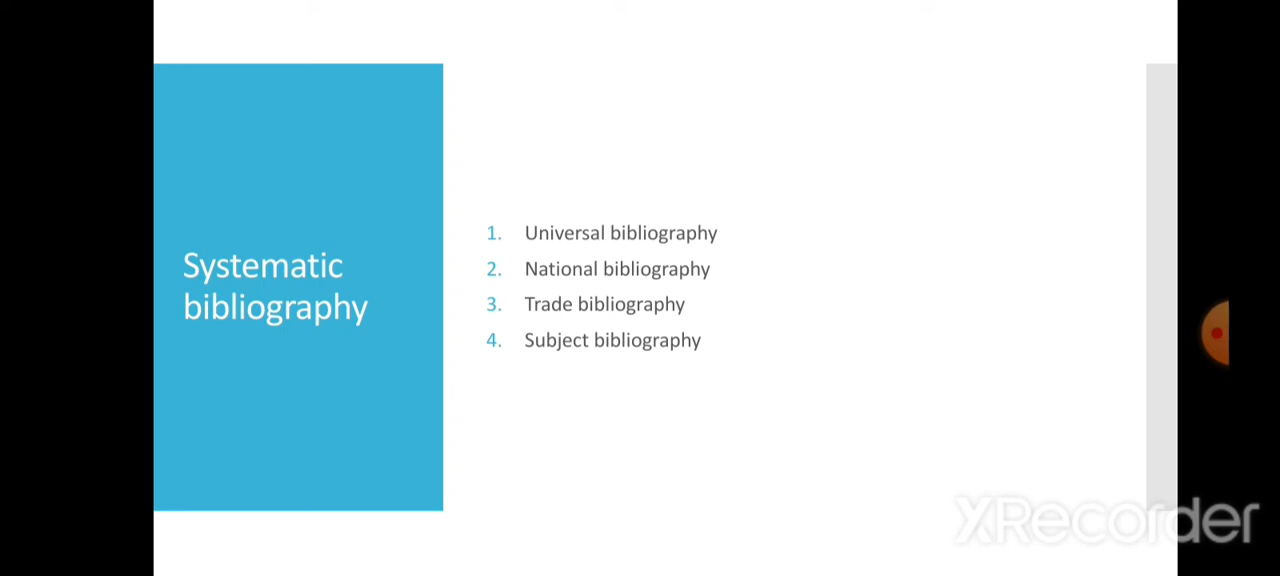 Systematic
bibliography
1. Universal bibliography
2. National bibliography
3. Trade bibliography
4. Subject bibliography
XRecorder